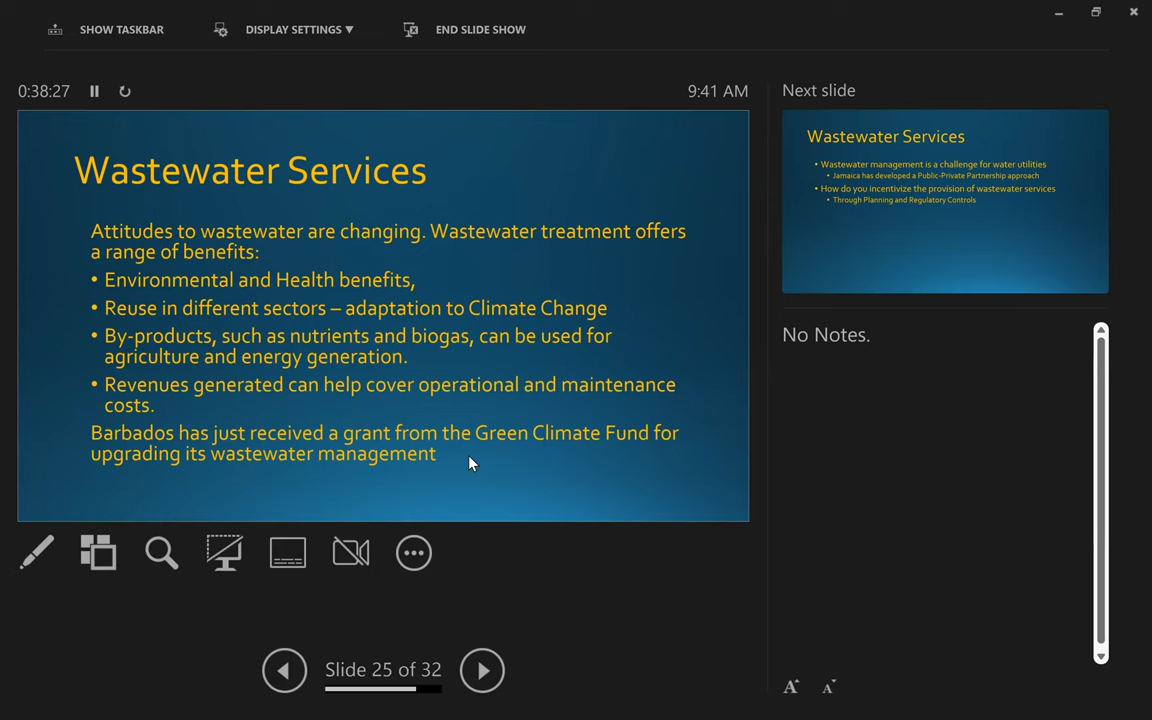 SHOW TASKBAR
DISPLAY SETTINGS ▼
END SLIDE SHOW
0:38:27
9:41 AM
Wastewater Services
Attitudes to wastewater are changing. Wastewater treatment offers
a range of benefits:
• Environmental and Health benefits,
• Reuse in different sectors – adaptation to Climate Change
• By-products, such as nutrients and biogas, can be used for
agriculture and energy generation.
• Revenues generated can help cover operational and maintenance
costs.
Barbados has just received a grant from the Green Climate Fund for
upgrading its wastewater management
Slide 25 of 32
Next slide
Wastewater Services
• Wastewater management is a challenge for water utilities
• Jamaica has developed a Public-Private Partnership approach
• How do you incentivize the provision of wastewater services
• Through Planning and Regulatory Controls
No Notes.
A A